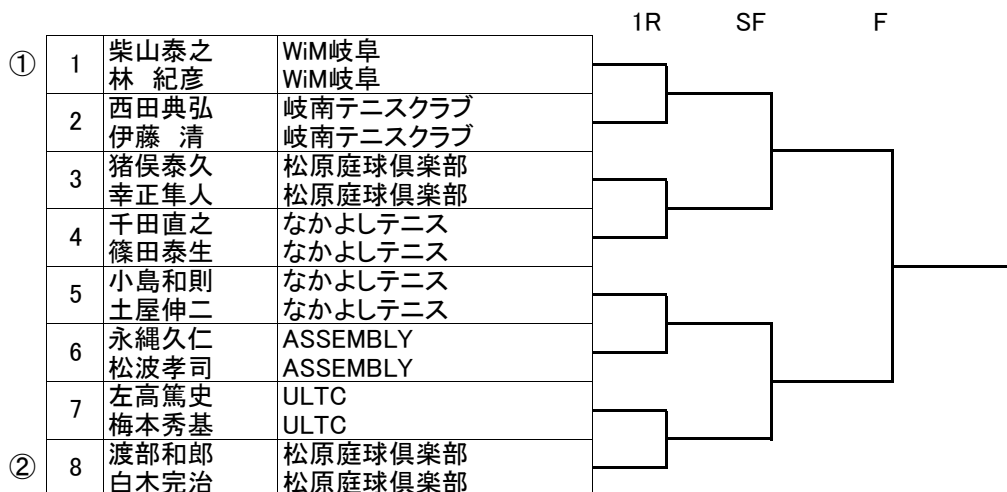 1R SF F
① 1 柴山泰之 WiM岐阜
林 紀彦 WiM岐阜
2 西田典弘 岐南テニスクラブ
伊藤 清 岐南テニスクラブ
3 猪俣泰久 松原庭球倶楽部
幸正隼人 松原庭球倶楽部
4 千田直之 なかよしテニス
篠田泰生 なかよしテニス
5 小島和則 なかよしテニス
土屋伸二 なかよしテニス
6 永縄久仁 ASSEMBLY
松波孝司 ASSEMBLY
7 左高篤史 ULTC
梅本秀基 ULTC
② 8 渡部和郎 松原庭球倶楽部
白木完治 松原庭球倶楽部